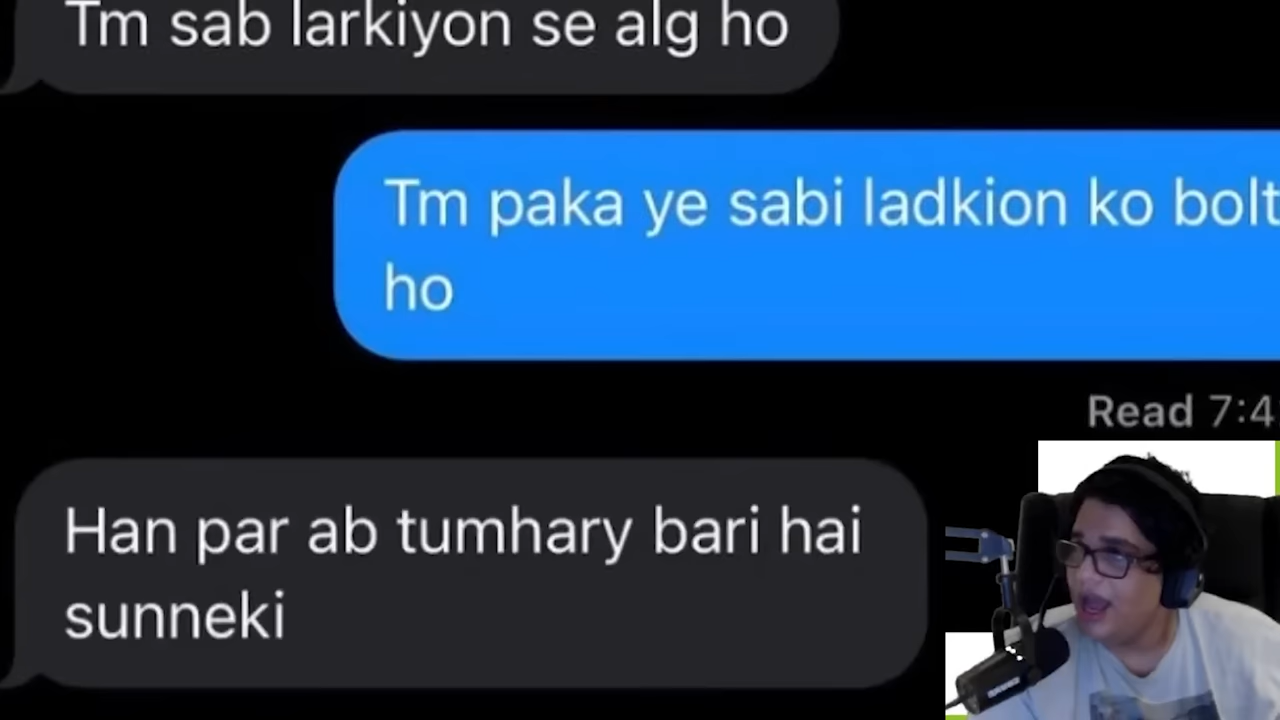 Tm sab larkiyon se alg ho
Tm paka ye sabi ladkion ko bolt
ho
Read 7:4
Han par ab tumhary bari hai
sunneki